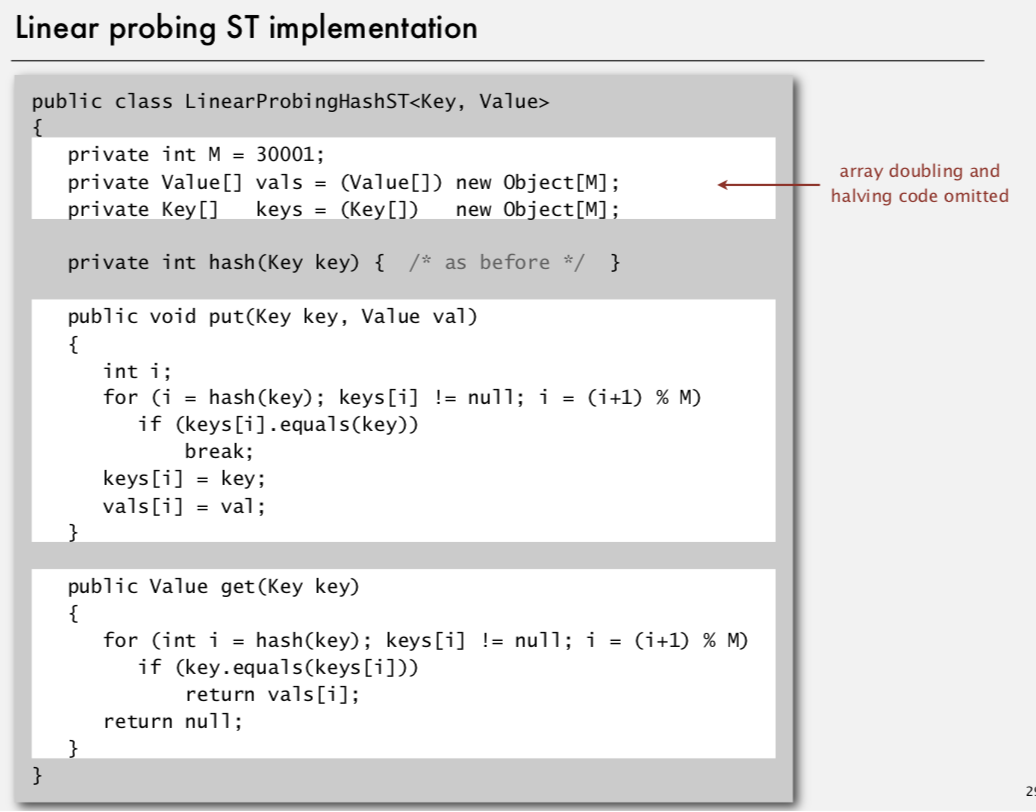 Linear probing ST implementation
public class LinearProbingHashST<Key, Value>
{
   private int M = 30001;
   private Value[] vals = (Value[]) new Object[M];
   private Key[]   keys = (Key[])   new Object[M];
array doubling and
halving code omitted
   private int hash(Key key) {  /* as before */  }
   public void put(Key key, Value val)
   {
      int i;
      for (i = hash(key); keys[i] != null; i = (i+1) % M)
         if (keys[i].equals(key))
             break;
      keys[i] = key;
      vals[i] = val;
   }
   public Value get(Key key)
   {
      for (int i = hash(key); keys[i] != null; i = (i+1) % M)
         if (key.equals(keys[i]))
             return vals[i];
      return null;
   }
}